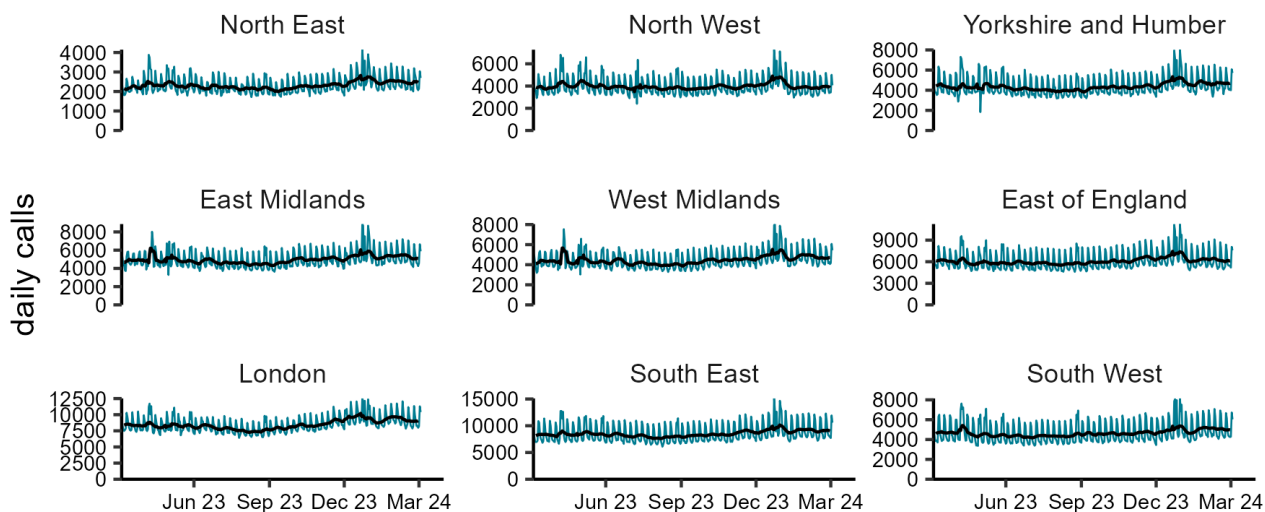 North East North West Yorkshire and Humber
4000 6000 8000
3000 4000 6000
2000 2000 4000
1000 0 2000
0 0
daily calls
East Midlands West Midlands East of England
8000 8000 9000
6000 6000 6000
4000 4000 3000
2000 2000 0
0 0
London South East South West
12500 15000 8000
10000 10000 6000
7500 5000 4000
5000 0 2000
2500 0
0
Jun 23 Sep 23 Dec 23 Mar 24 Jun 23 Sep 23 Dec 23 Mar 24 Jun 23 Sep 23 Dec 23 Mar 24